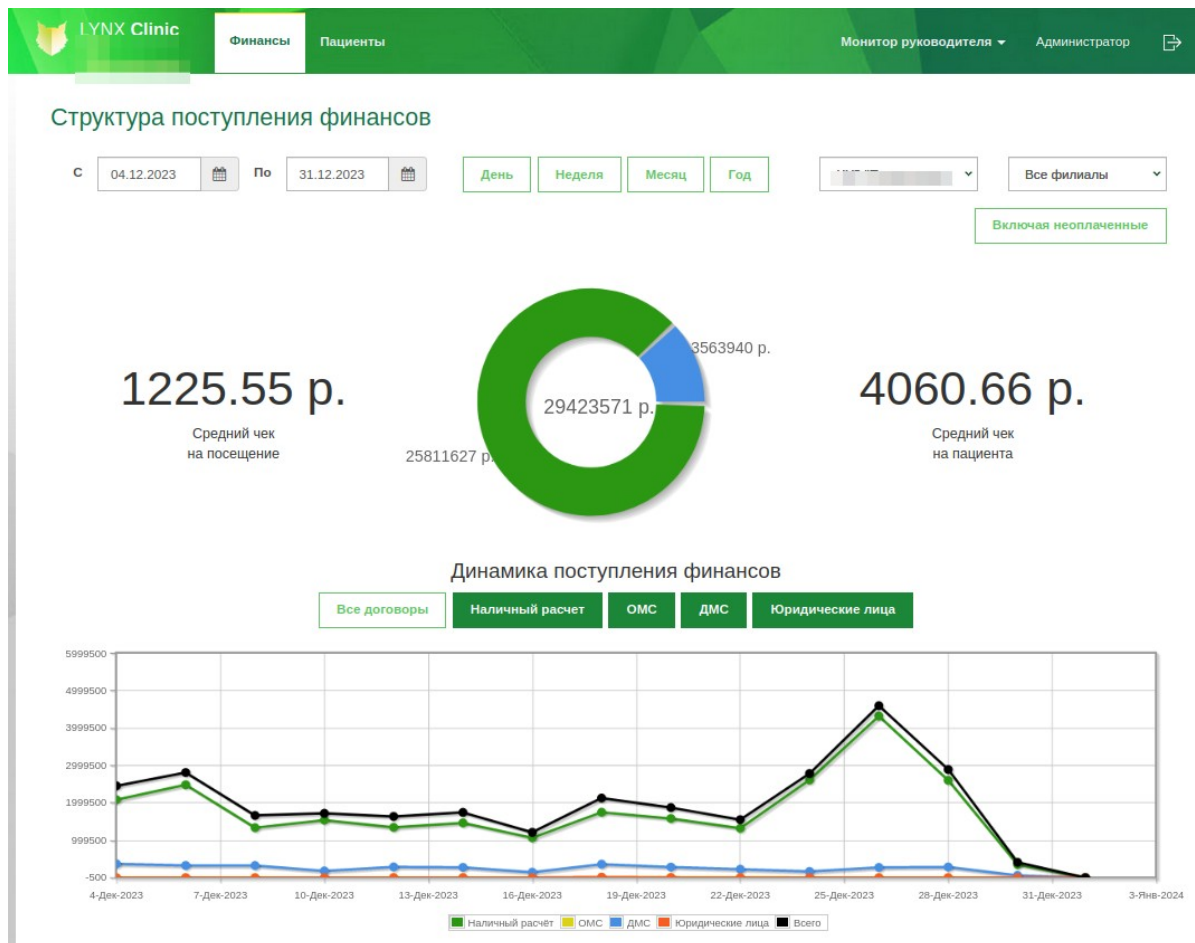 LYNX Clinic
Финансы
Пациенты
Монитор руководителя
Администратор
Структура поступления финансов
С
04.12.2023
По
31.12.2023
День
Неделя
Месяц
Год
Все филиалы
Включая неоплаченные
3563940 р.
1225.55 р.
29423571 р.
4060.66 р.
Средний чек
на посещение
25811627 р.
Средний чек
на пациента
Динамика поступления финансов
Все договоры
Наличный расчет
ОМС
ДМС
Юридические лица
5999500
4999500
3999500
2999500
1999500
999500
-500
4-Дек-2023
7-Дек-2023
10-Дек-2023
13-Дек-2023
16-Дек-2023
19-Дек-2023
22-Дек-2023
25-Дек-2023
28-Дек-2023
31-Дек-2023
3-Янв-2024
Наличный расчёт
ОМС
ДМС
Юридические лица
Всего